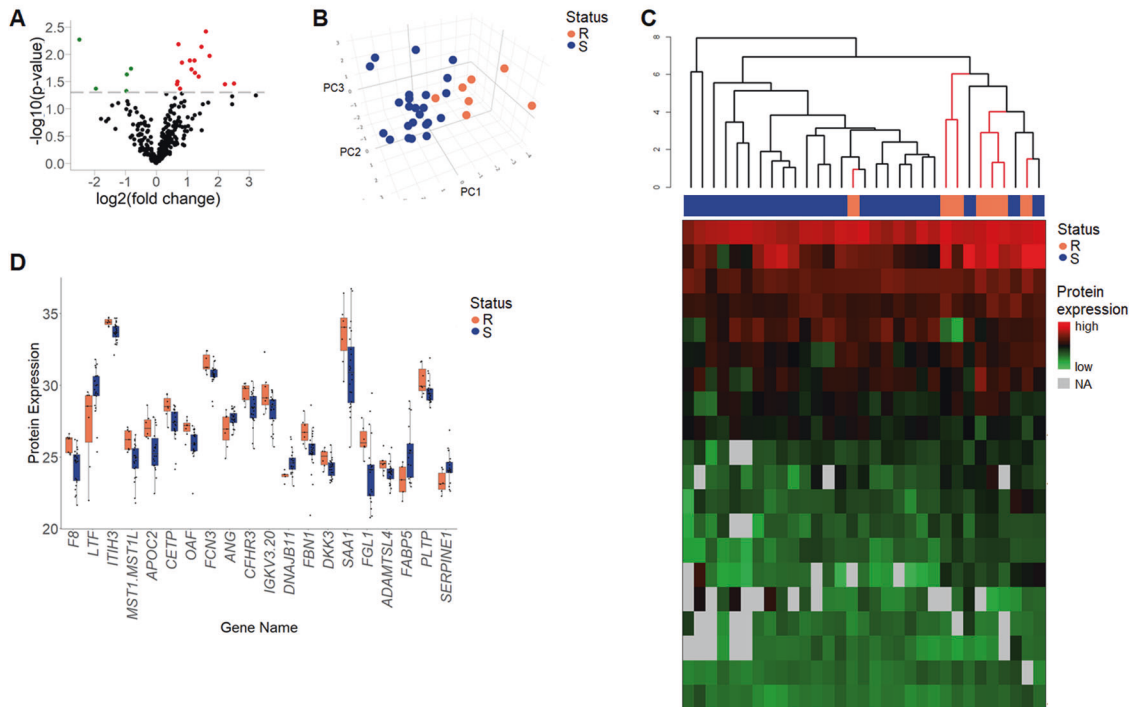 A
2.5
2.0
1.5
1.0
0.5
0.0
-log10(p-value)
-2
-1
0
1
2
3
log2(fold change)
B
Status
R
S
PC3
PC2
PC1
C
8
6
4
2
0
Status
R
S
Protein
expression
high
low
NA
D
Status
R
S
35
30
25
20
Protein Expression
F8
LTF
ITIH3
MST1.MST1L
APOC2
CETP
OAF
FCN3
ANG
CFHR3
IGKV3.20
DNAJB11
FBN1
DKK3
SAA1
FGL1
ADAMTSL4
FABP5
PLTP
SERPINE1
Gene Name